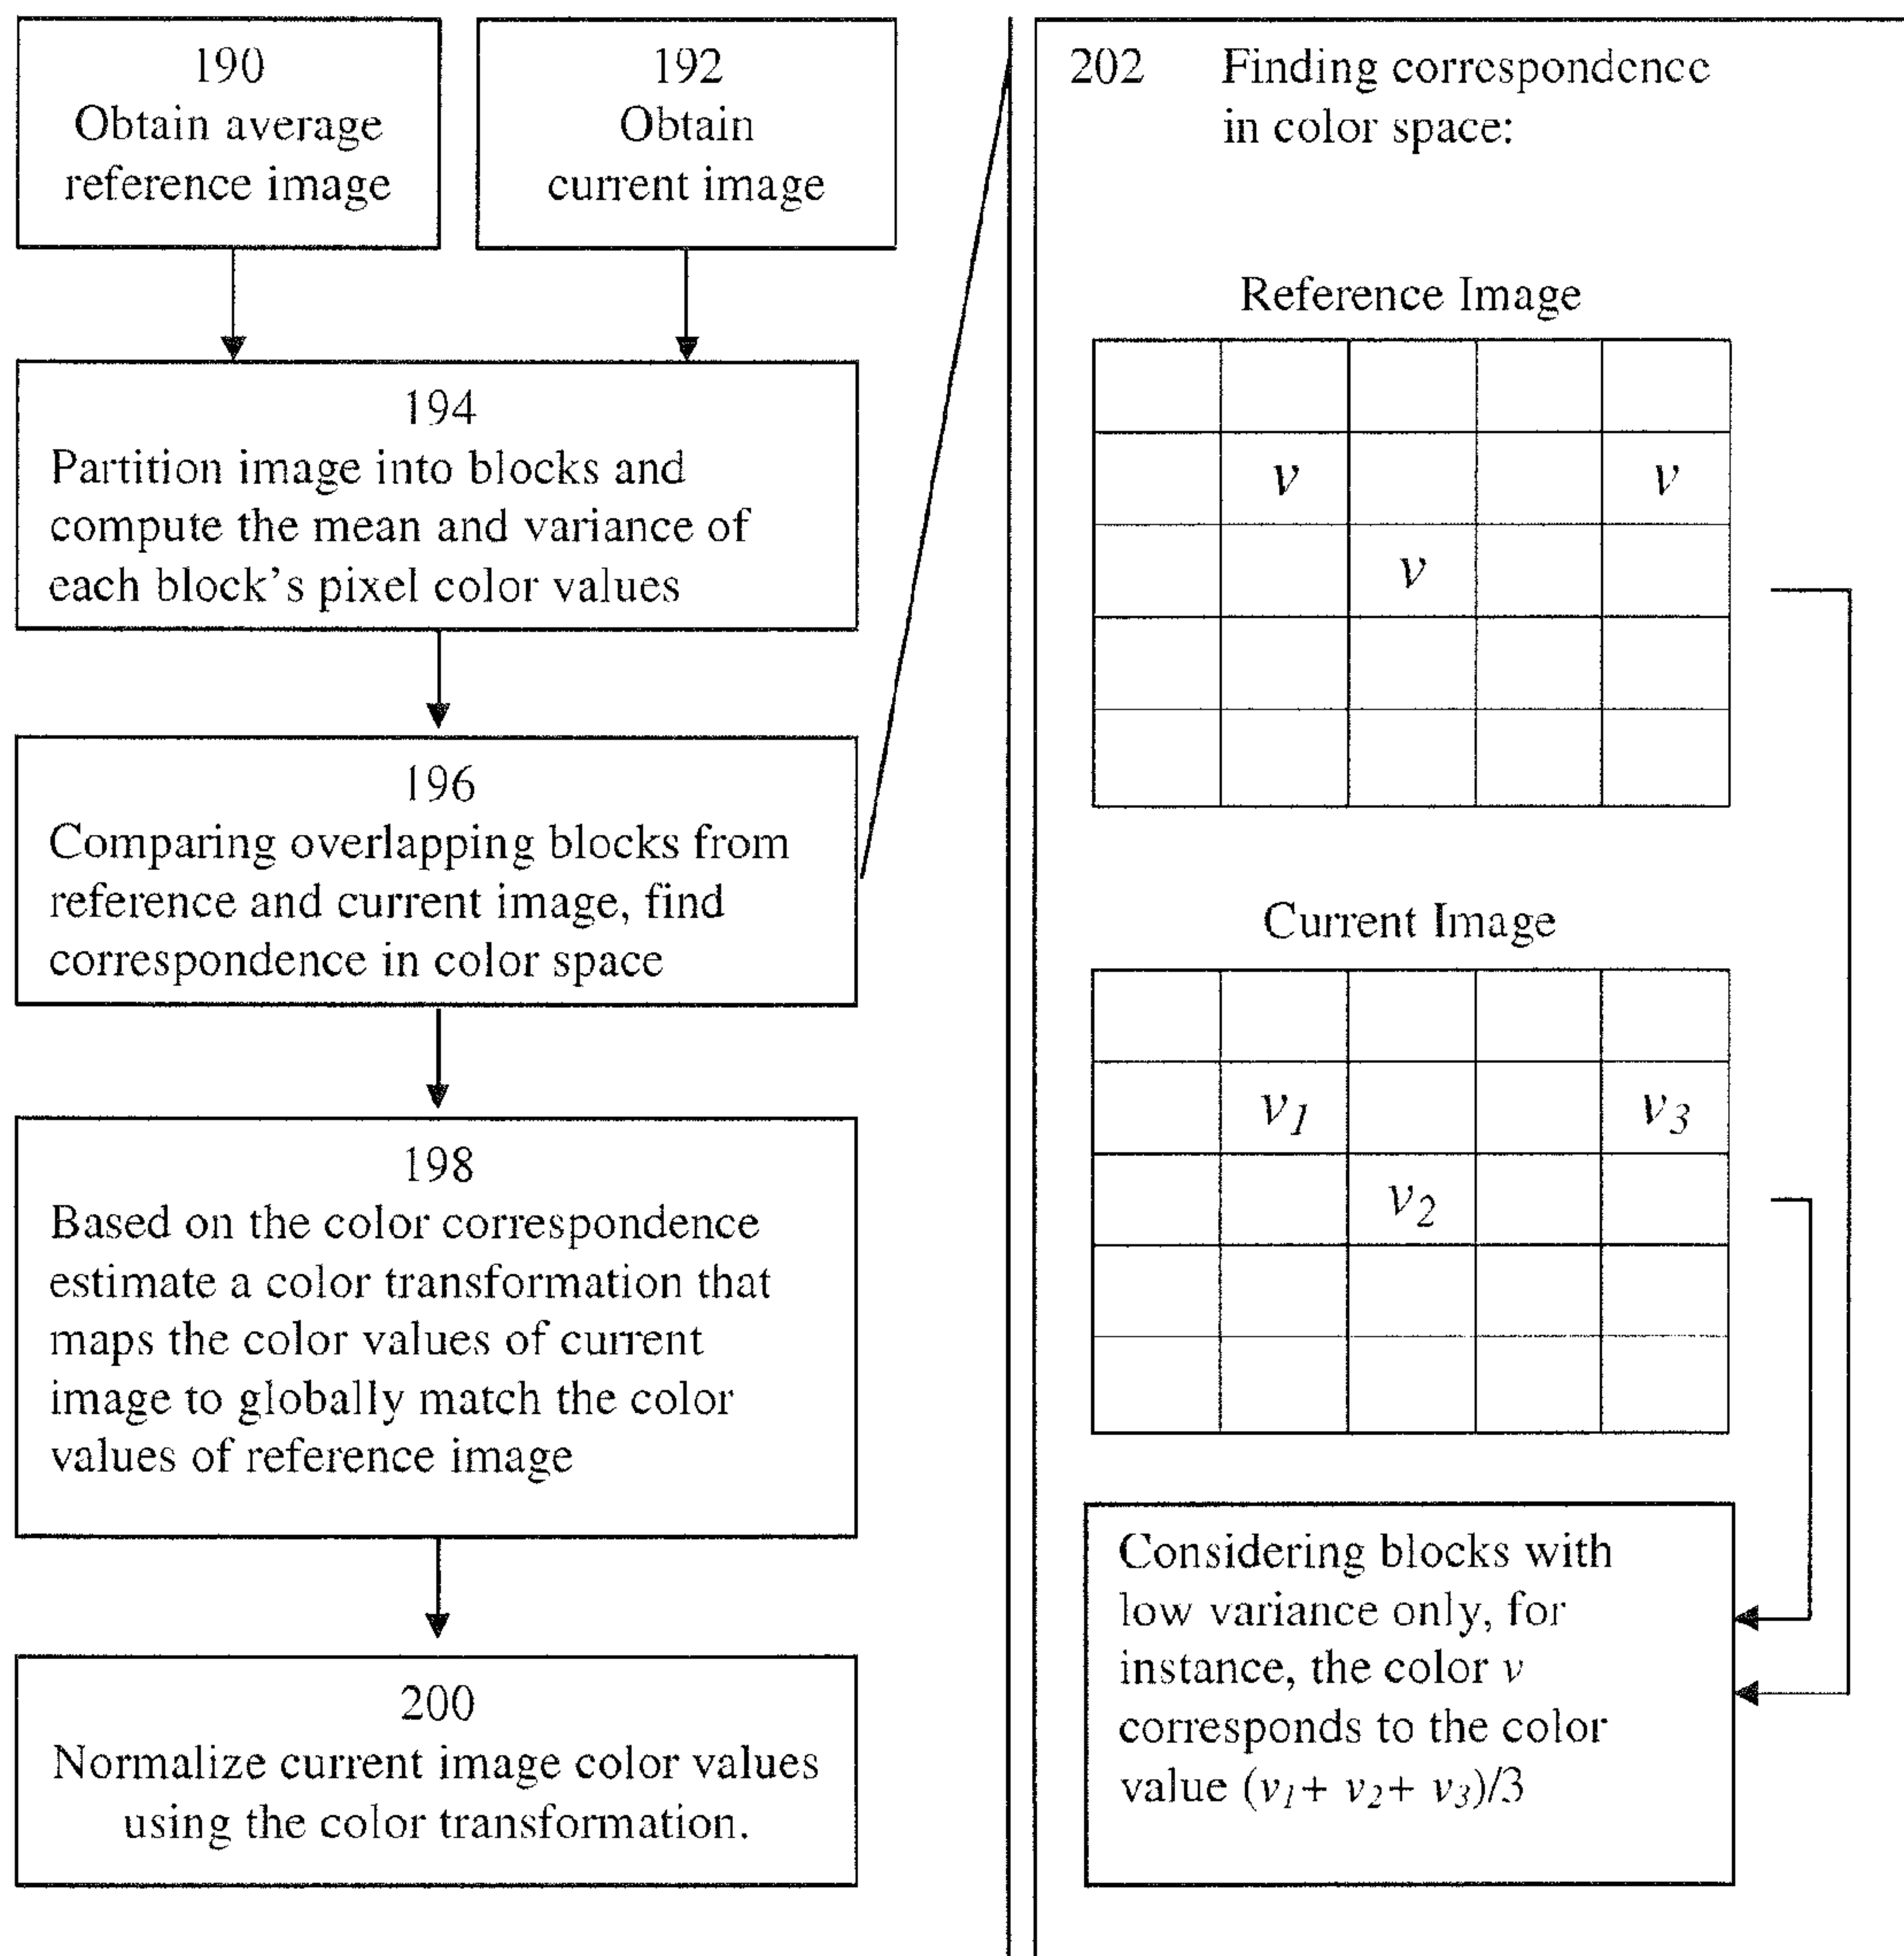 190
Obtain average
reference image
192
Obtain
current image
194
Partition image into blocks and
compute the mean and variance of
each block's pixel color values
196
Comparing overlapping blocks from
reference and current image, find
correspondence in color space
198
Based on the color correspondence
estimate a color transformation that
maps the color values of current
image to globally match the color
values of reference image
200
Normalize current image color values
using the color transformation.
202 Finding correspondence
in color space:
Reference Image
v v
v
Current Image
v1 v3
v2
Considering blocks with
low variance only, for
instance, the color v
corresponds to the color
value (v1+ v2+ v3)/3